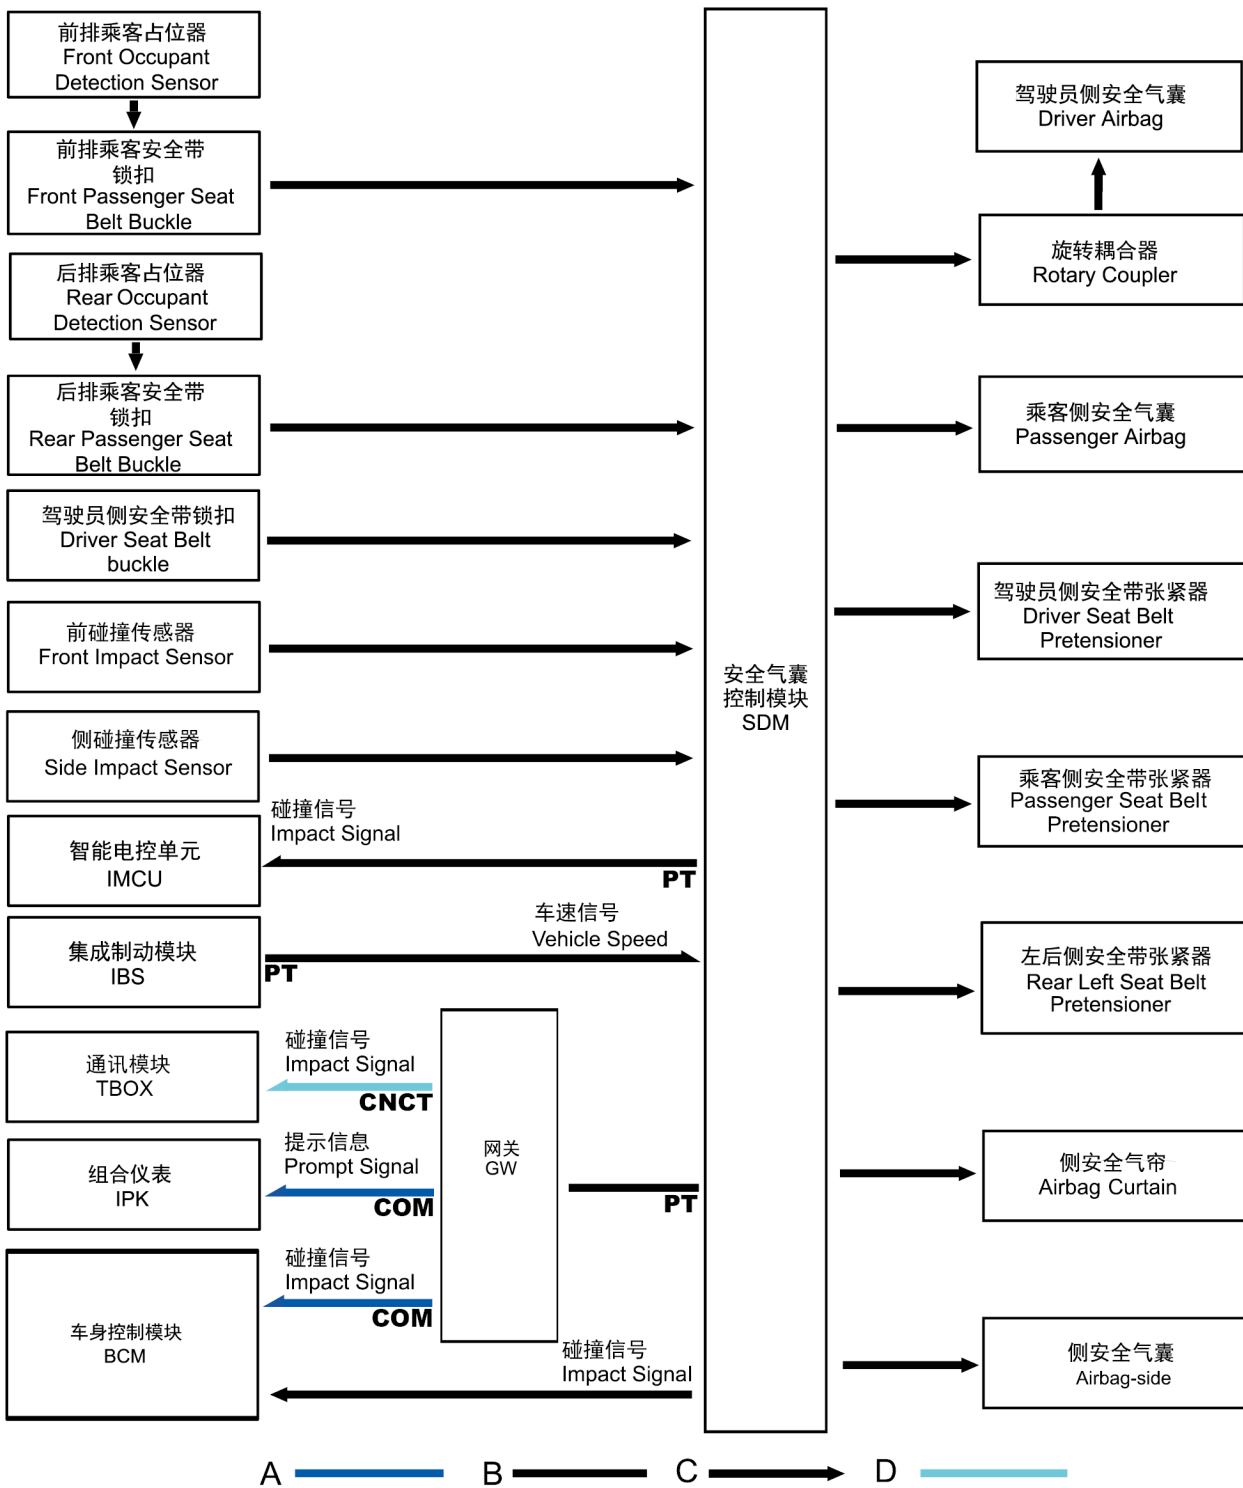 前排乘客占位器
Front Occupant
Detection Sensor
前排乘客安全带
锁扣
Front Passenger Seat
Belt Buckle
后排乘客占位器
Rear Occupant
Detection Sensor
后排乘客安全带
锁扣
Rear Passenger Seat
Belt Buckle
驾驶员侧安全带锁扣
Driver Seat Belt
buckle
前碰撞传感器
Front Impact Sensor
侧碰撞传感器
Side Impact Sensor
碰撞信号
Impact Signal
智能电控单元
IMCU
PT
车速信号
Vehicle Speed
集成制动模块
IBS
PT
碰撞信号
Impact Signal
通讯模块
TBOX
CNCT
提示信息
Prompt Signal
组合仪表
IPK
COM
网关
GW
PT
碰撞信号
Impact Signal
COM
车身控制模块
BCM
碰撞信号
Impact Signal
安全气囊
控制模块
SDM
驾驶员侧安全气囊
Driver Airbag
旋转耦合器
Rotary Coupler
乘客侧安全气囊
Passenger Airbag
驾驶员侧安全带张紧器
Driver Seat Belt
Pretensioner
乘客侧安全带张紧器
Passenger Seat Belt
Pretensioner
左后侧安全带张紧器
Rear Left Seat Belt
Pretensioner
侧安全气帘
Airbag Curtain
侧安全气囊
Airbag-side
A
B
C
D